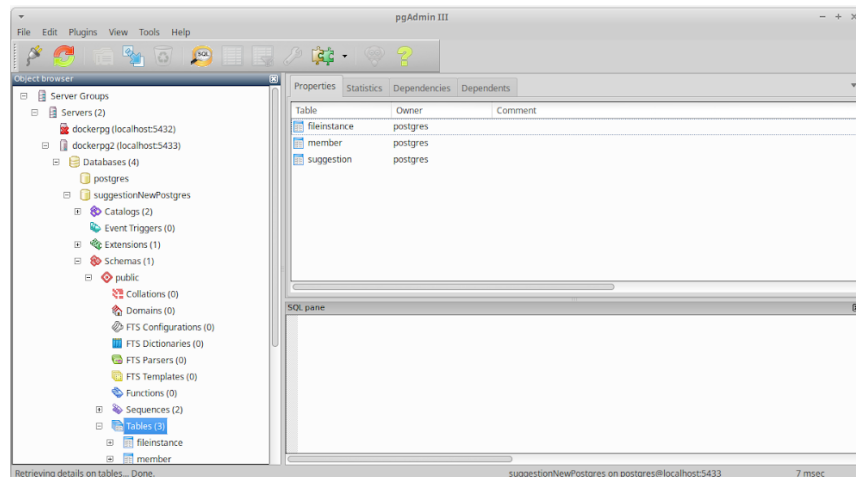 pgAdmin III
File Edit Plugins View Tools Help
SQL
Object browser
Server Groups
Servers (2)
dockerpg (localhost:5432)
dockerpg2 (localhost:5433)
Databases (4)
postgres
suggestionNewPostgres
Catalogs (2)
Event Triggers (0)
Extensions (1)
Schemas (1)
public
Collations (0)
Domains (0)
FTS Configurations (0)
FTS Dictionaries (0)
FTS Parsers (0)
FTS Templates (0)
Functions (0)
Sequences (2)
Tables (3)
fileinstance
member
Properties Statistics Dependencies Dependents
Table Owner Comment
fileinstance postgres
member postgres
suggestion postgres
SQL pane
Retrieving details on tables... Done. suggestionNewPostgres on postgres@localhost:5433 7 msec